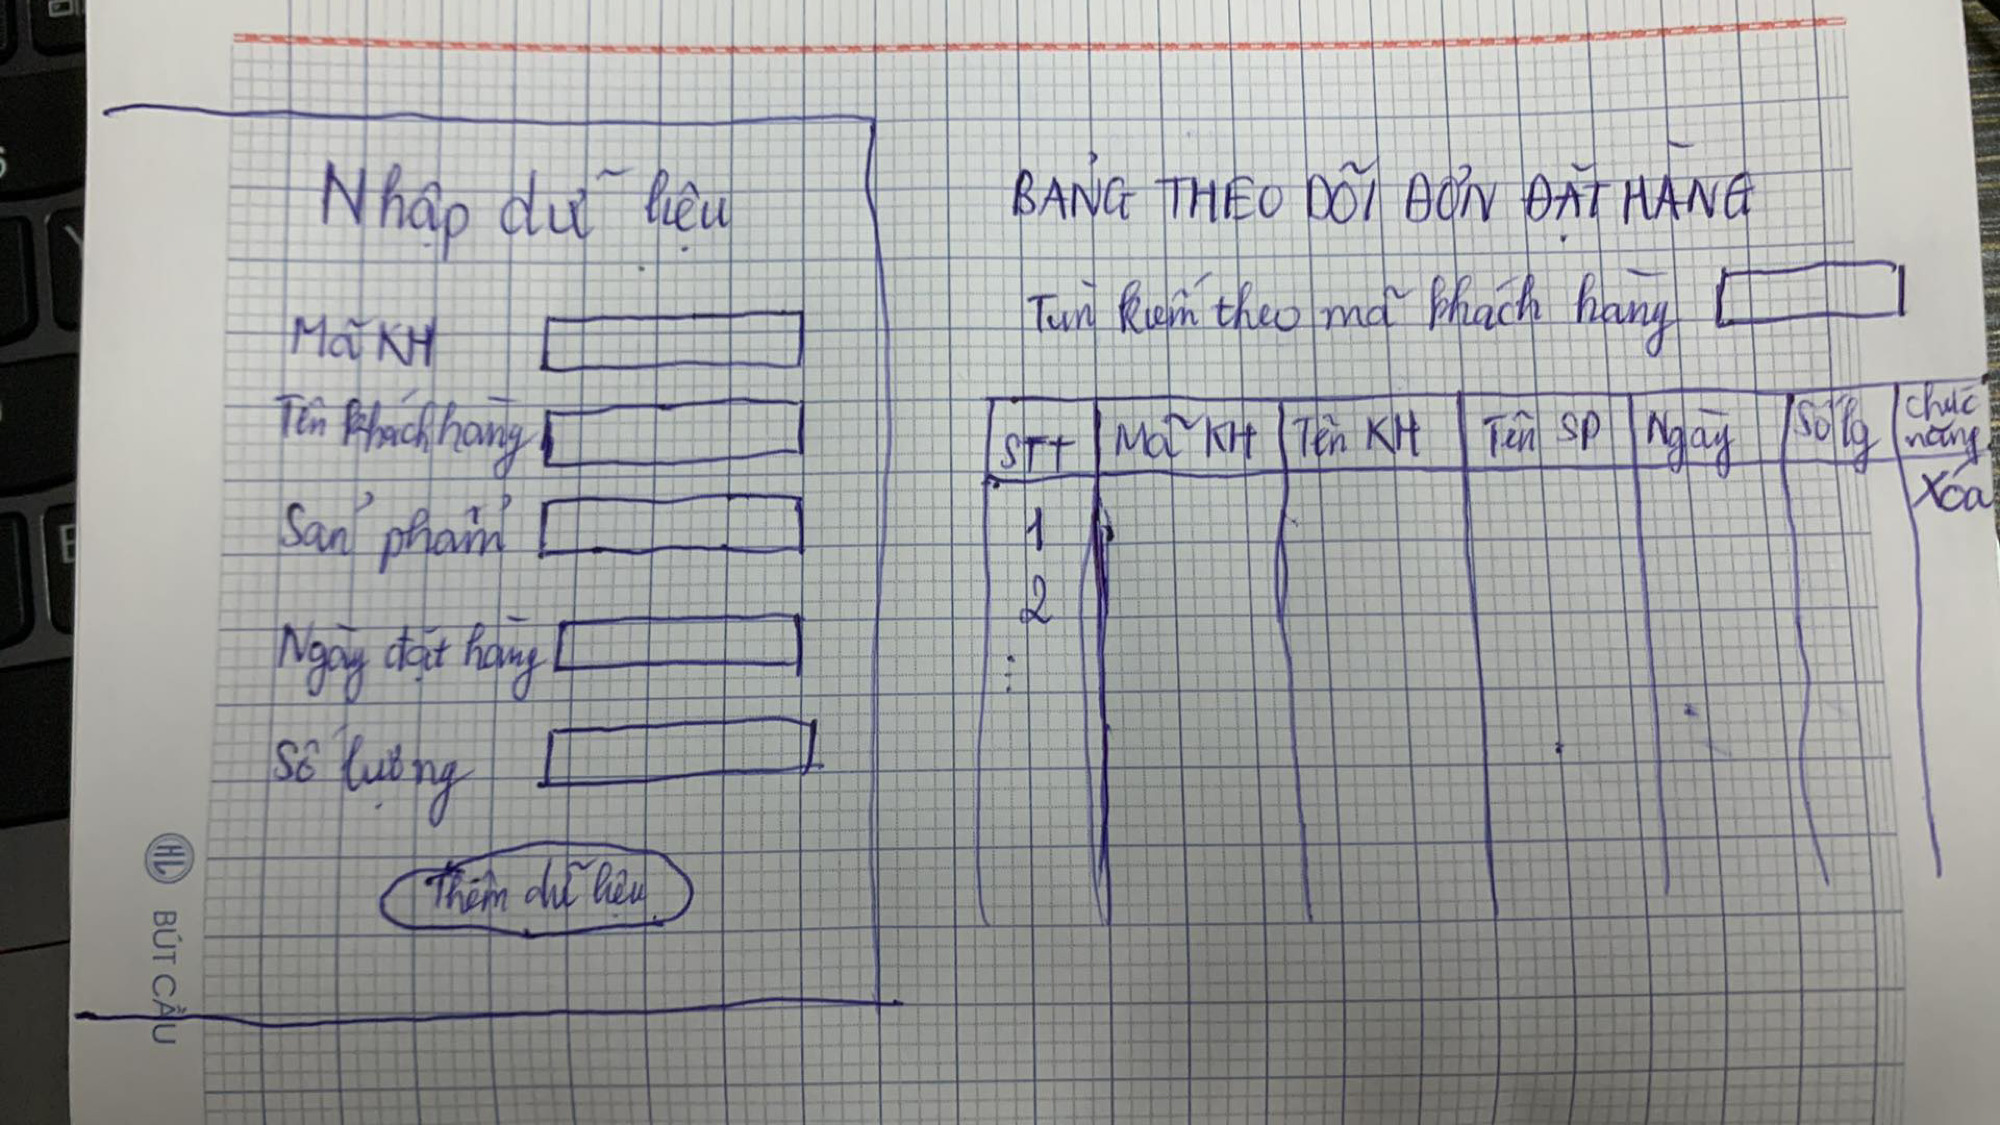 Nhập dữ liệu
Mã KH
Tên khách hàng
Sản phẩm
Ngày đặt hàng
Số lượng
Thêm dữ liệu
BẢNG THEO DÕI ĐƠN ĐẶT HÀNG
Tìm kiếm theo mã khách hàng
STT Mã KH Tên KH Tên SP Ngày Số lg chức năng
1 Xóa
2
⋮
HL BÚT CẦU